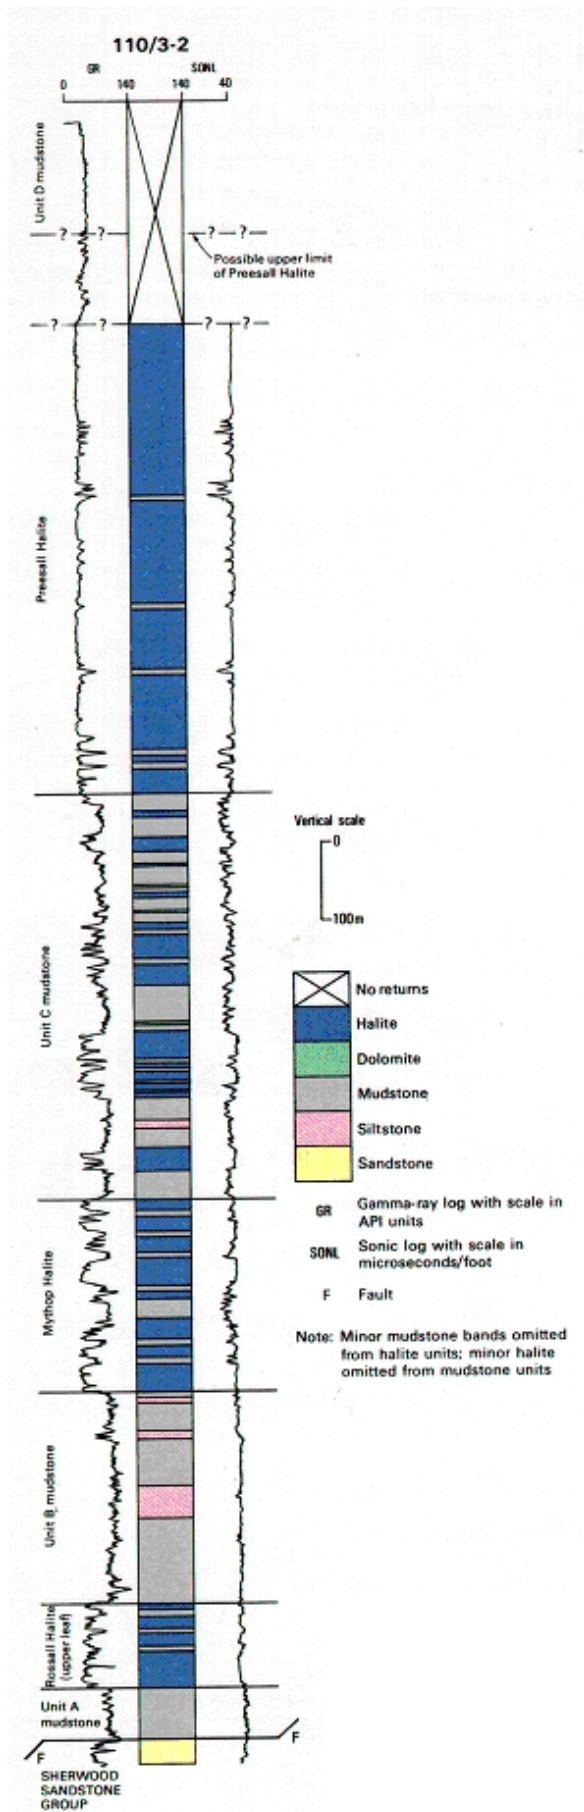 110/3-2
GR SONL
0 140 140 40
Unit D mudstone
? ? ? ?
Possible upper limit
of Preesall Halite
? ? ? ?
Preesall Halite
Vertical scale
0
100m
Unit C mudstone
No returns
Halite
Dolomite
Mudstone
Siltstone
Sandstone
GR Gamma-ray log with scale in
API units
SONL Sonic log with scale in
microseconds/foot
F Fault
Note: Minor mudstone bands omitted
from halite units; minor halite
omitted from mudstone units
Mythop Halite
Unit B mudstone
Rossall Halite
(upper leaf)
Unit A
mudstone
F F
SHERWOOD
SANDSTONE
GROUP